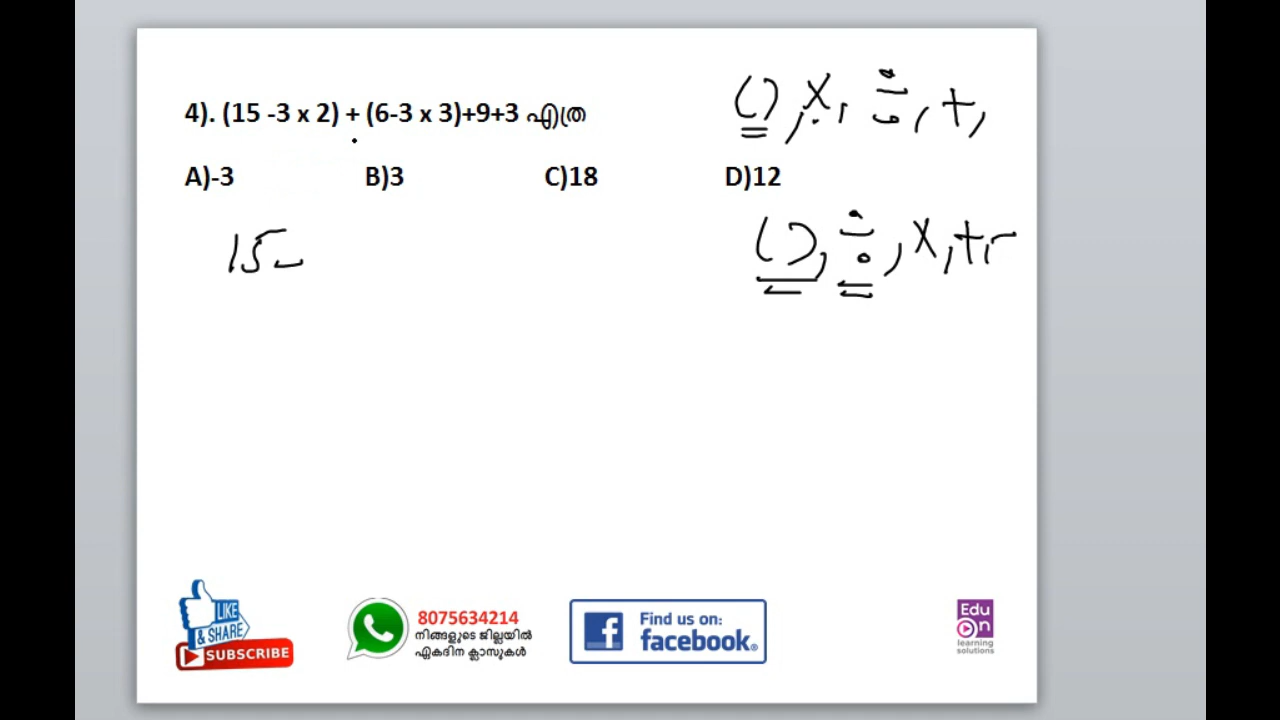 4). (15 -3 x 2) + (6-3 x 3)+9+3 എത്ര
( ), x, ÷, +,
A)-3 B)3 C)18 D)12
15-
( ), ÷, x, +, -
LIKE & SHARE
SUBSCRIBE
8075634214
നിങ്ങളുടെ ജില്ലയിൽ
ഏകദിന ക്ലാസുകൾ
Find us on:
facebook®
Edu
On
learning
solutions